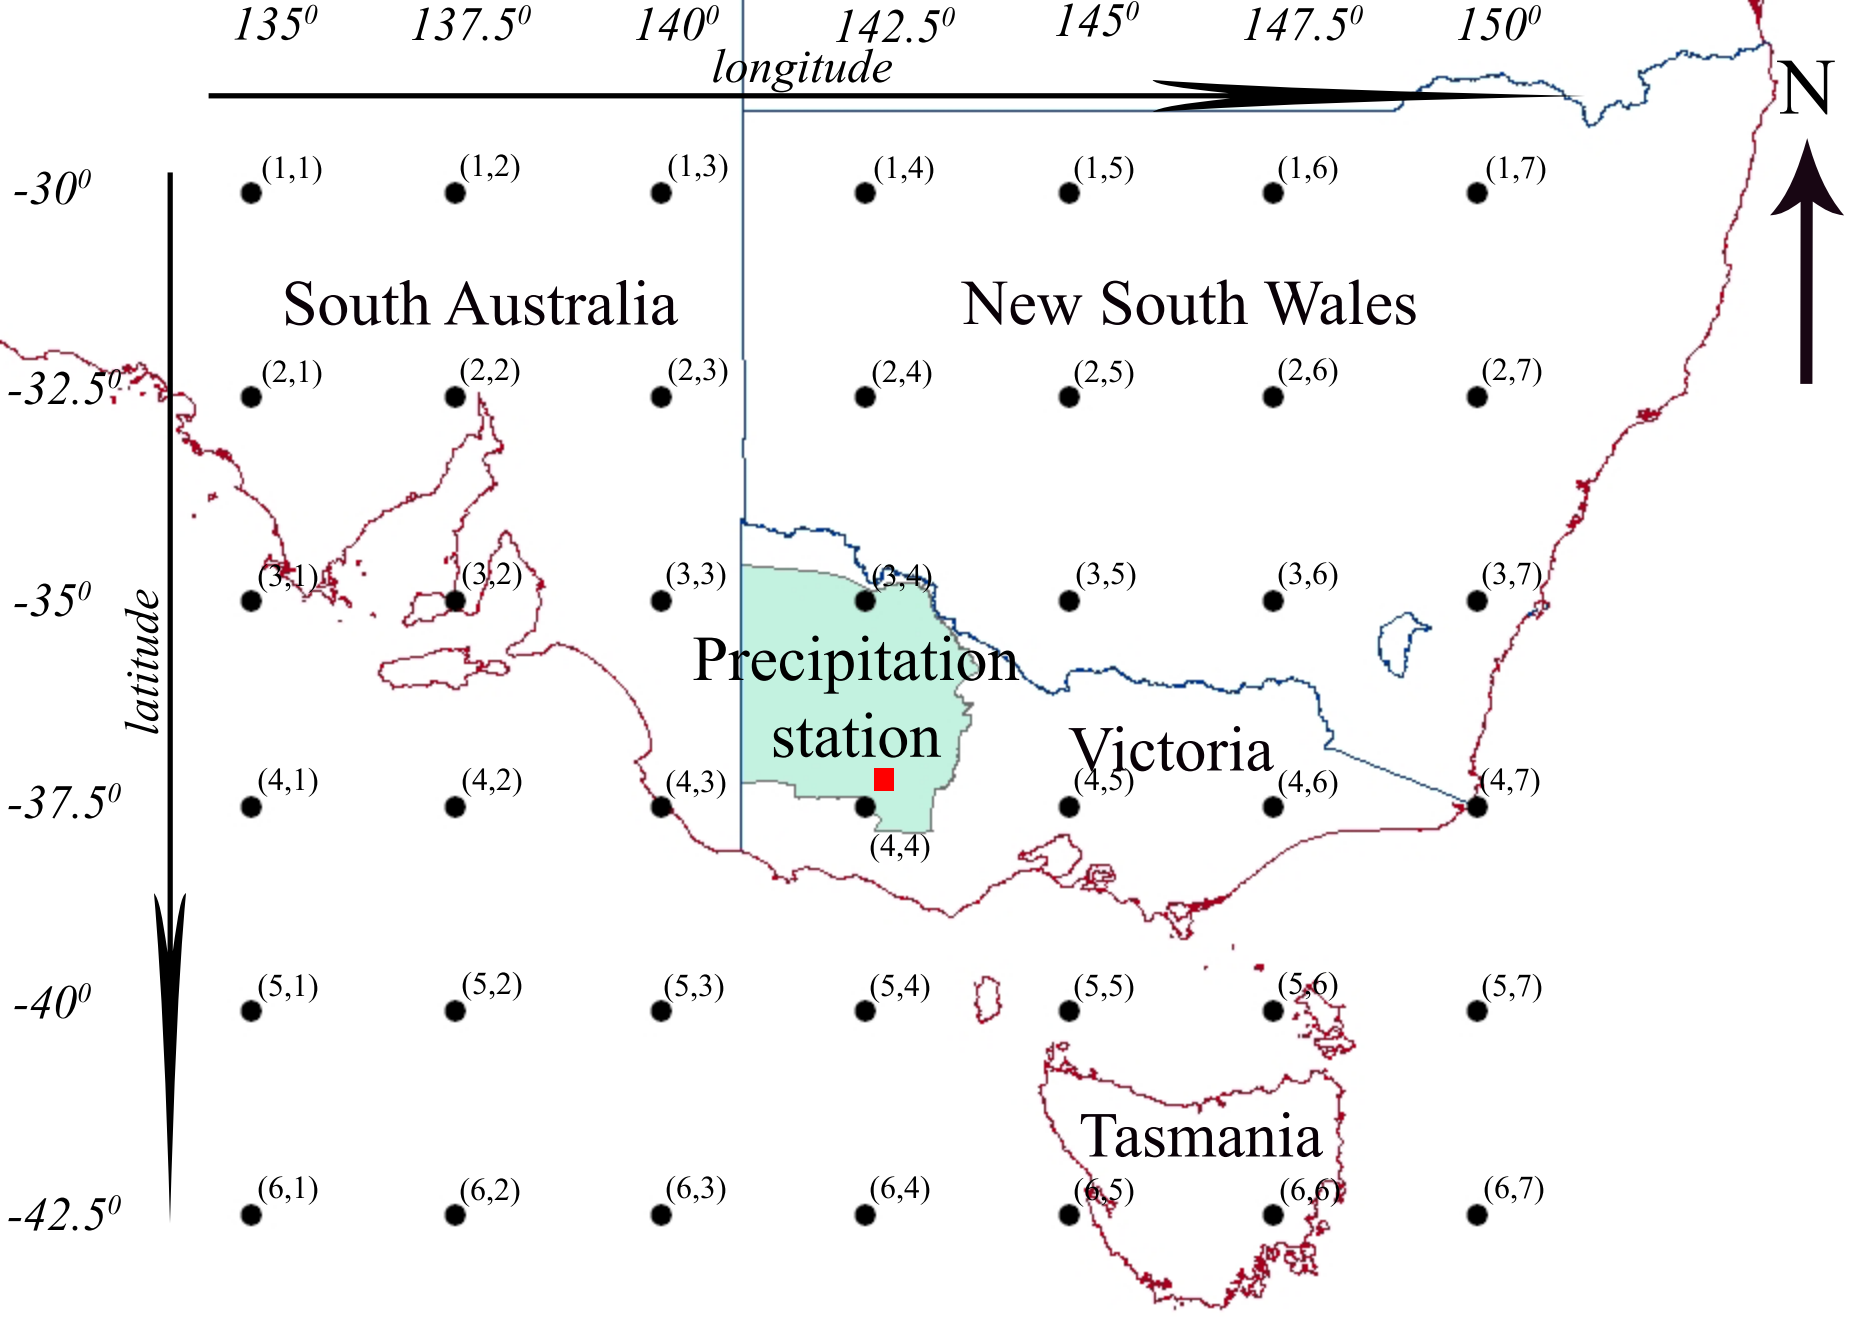 135⁰ 137.5⁰ 140⁰ 142.5⁰ 145⁰ 147.5⁰ 150⁰
longitude
N
-30⁰ (1,1) (1,2) (1,3) (1,4) (1,5) (1,6) (1,7)
South Australia New South Wales
-32.5⁰ (2,1) (2,2) (2,3) (2,4) (2,5) (2,6) (2,7)
-35⁰ (3,1) (3,2) (3,3) (3,4) (3,5) (3,6) (3,7)
latitude
Precipitation
station
Victoria
-37.5⁰ (4,1) (4,2) (4,3) (4,4) (4,5) (4,6) (4,7)
-40⁰ (5,1) (5,2) (5,3) (5,4) (5,5) (5,6) (5,7)
Tasmania
-42.5⁰ (6,1) (6,2) (6,3) (6,4) (6,5) (6,6) (6,7)